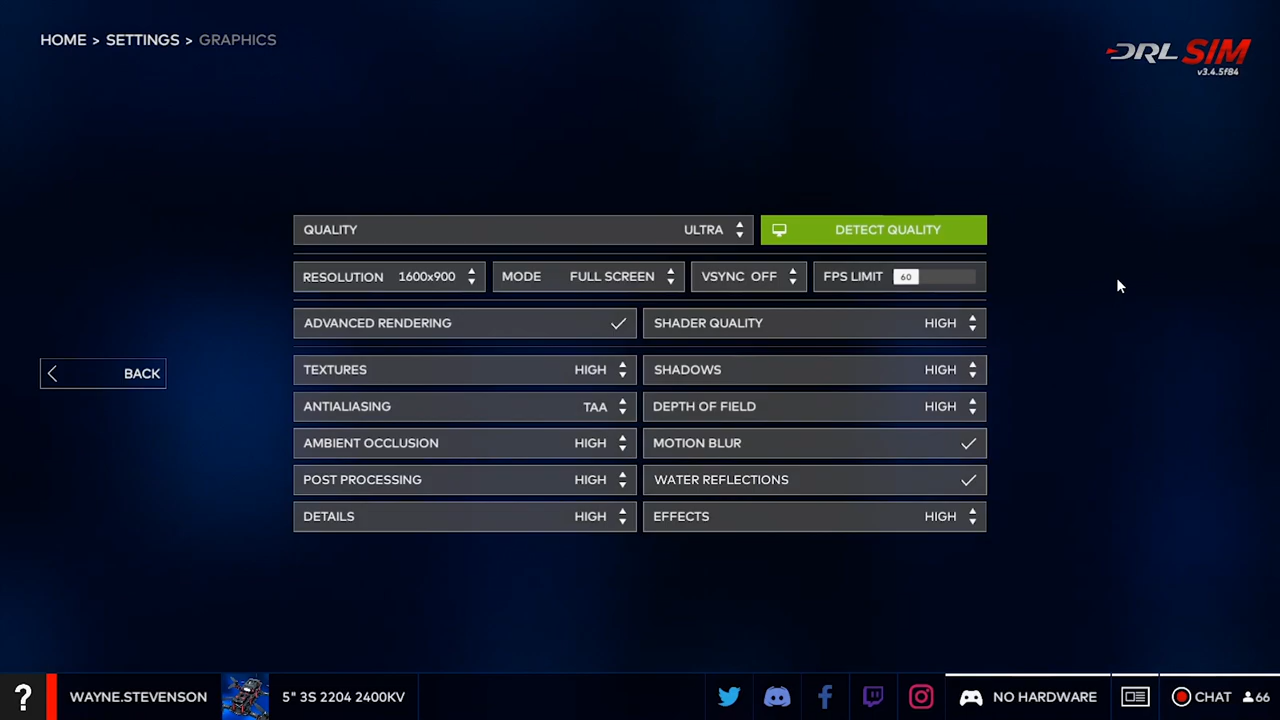 HOME > SETTINGS > GRAPHICS
DRL SIM
v3.4.5f84
QUALITY ULTRA DETECT QUALITY
RESOLUTION 1600x900 MODE FULL SCREEN VSYNC OFF FPS LIMIT 60
ADVANCED RENDERING SHADER QUALITY HIGH
TEXTURES HIGH SHADOWS HIGH
BACK
ANTIALIASING TAA DEPTH OF FIELD HIGH
AMBIENT OCCLUSION HIGH MOTION BLUR
POST PROCESSING HIGH WATER REFLECTIONS
DETAILS HIGH EFFECTS HIGH
? WAYNE.STEVENSON 5" 3S 2204 2400KV NO HARDWARE CHAT 66